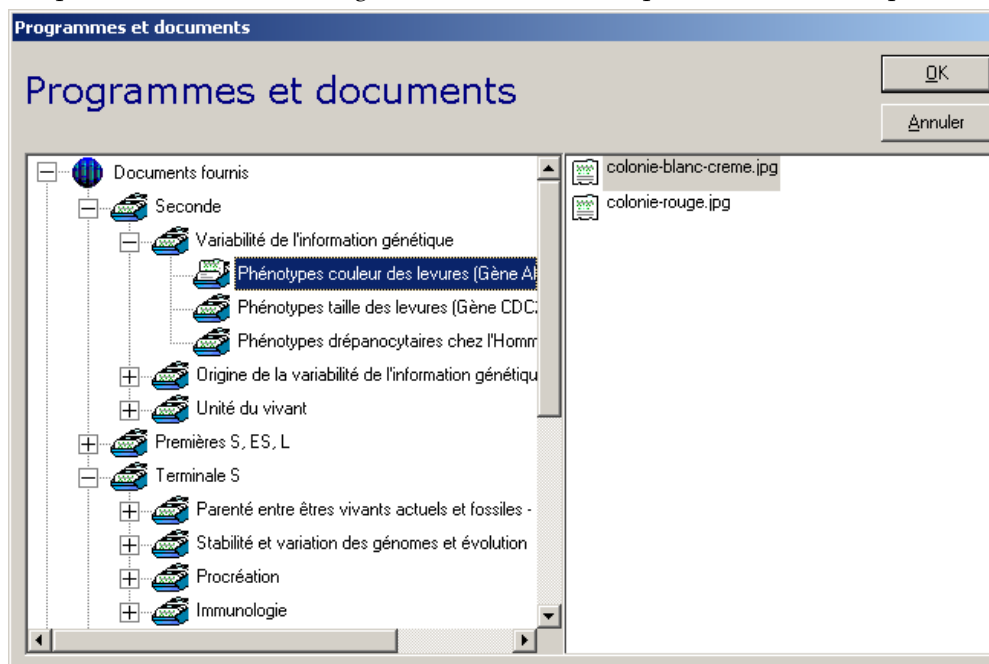 Programmes et documents
Programmes et documents
OK
Annuler
Documents fournis
Seconde
Variabilité de l'information génétique
Phénotypes couleur des levures (Gène
Phénotypes taille des levures (Gène
Phénotypes drépanocytaires chez
Origine de la variabilité de l'information
Unité du vivant
Premières S, ES, L
Terminale S
Parenté entre êtres vivants actuels et fossiles -
Stabilité et variation des génomes et évolution
Procréation
Immunologie
colonie-blanc-creme.jpg
colonie-rouge.jpg